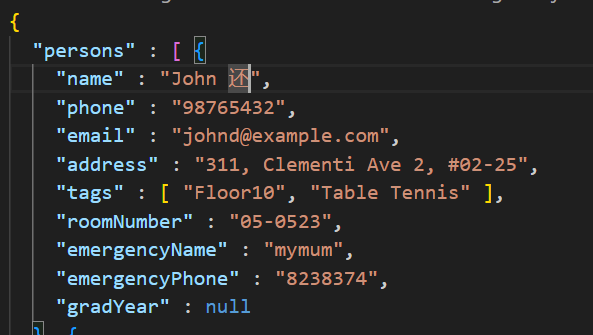 {
"persons" : [ {
"name" : "John 还",
"phone" : "98765432",
"email" : "johnd@example.com",
"address" : "311, Clementi Ave 2, #02-25",
"tags" : [ "Floor10", "Table Tennis" ],
"roomNumber" : "05-0523",
"emergencyName" : "mymum",
"emergencyPhone" : "8238374",
"gradYear" : null
}, {